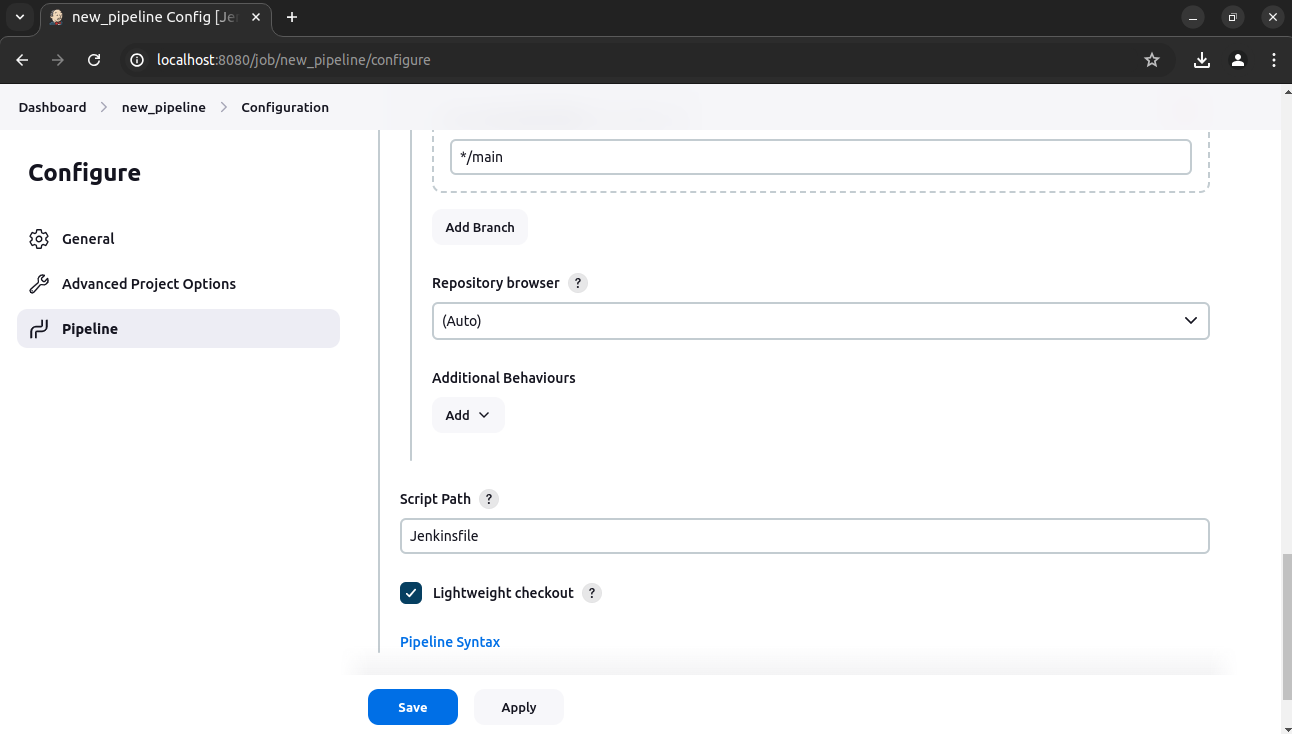 new_pipeline Config [Je
localhost:8080/job/new_pipeline/configure
Dashboard > new_pipeline > Configuration
Configure
General
Advanced Project Options
Pipeline
*/main
Add Branch
Repository browser ?
(Auto)
Additional Behaviours
Add
Script Path ?
Jenkinsfile
Lightweight checkout ?
Pipeline Syntax
Save Apply